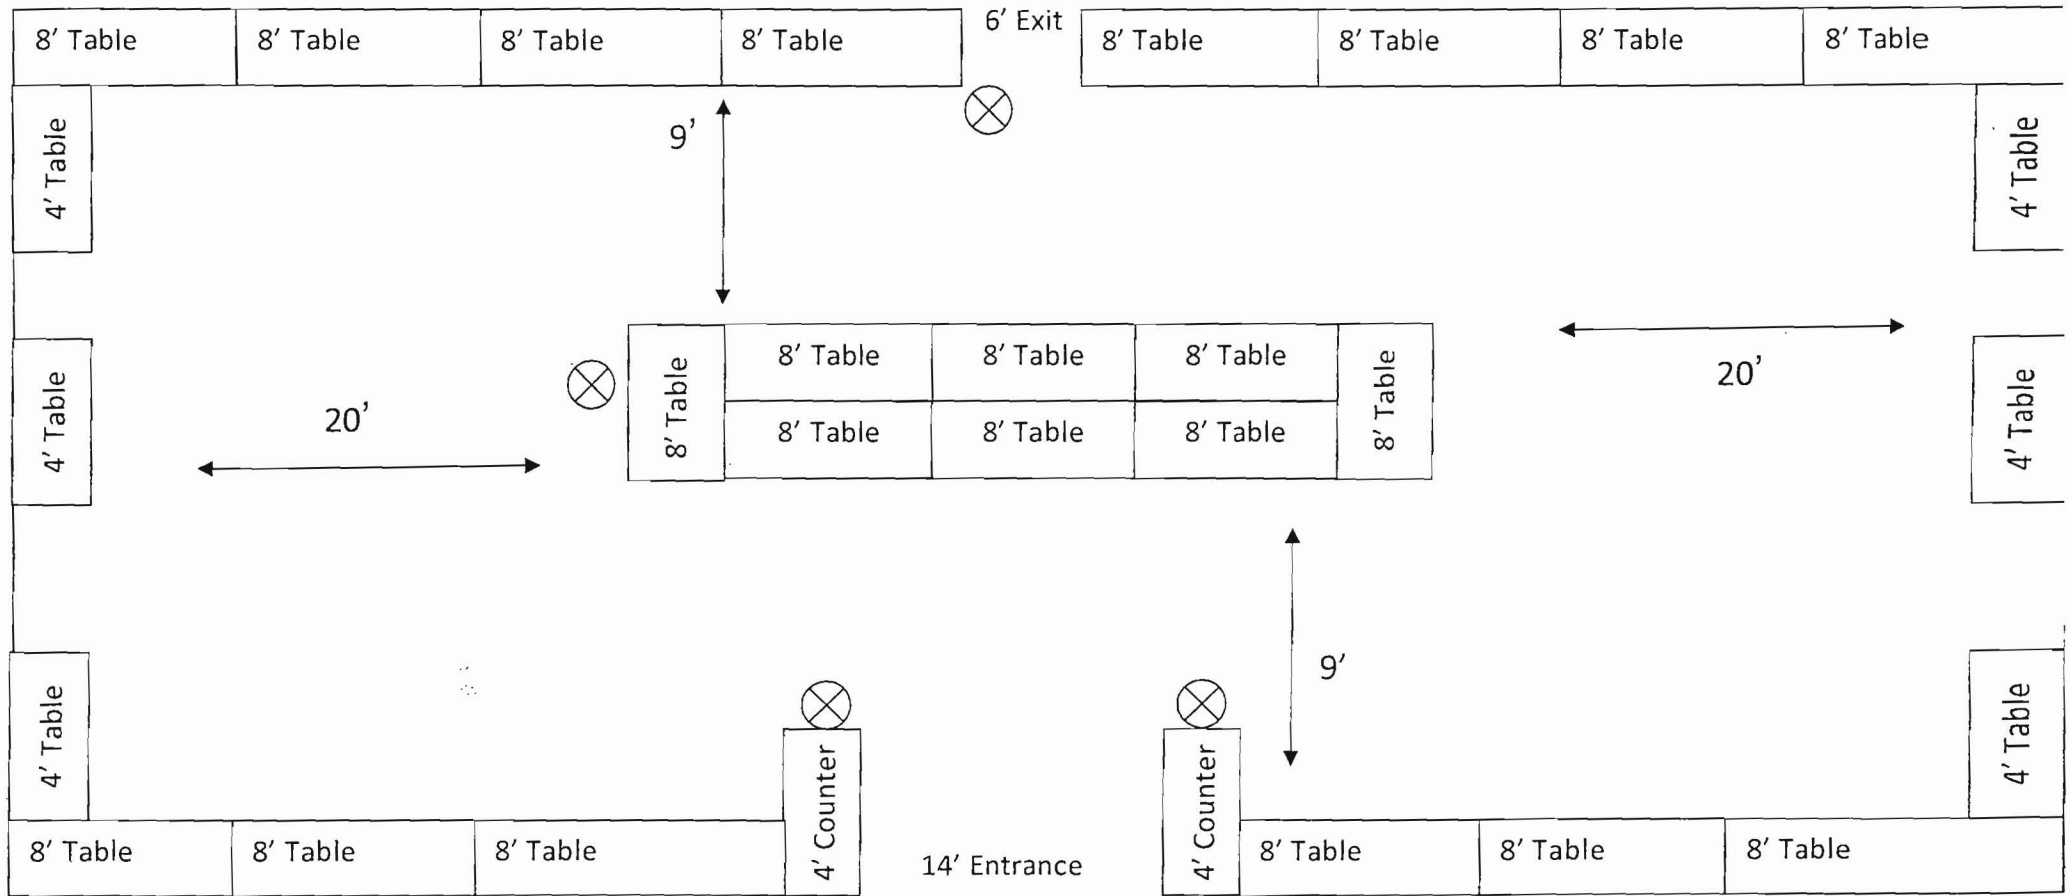 8’ Table 8’ Table 8’ Table 8’ Table 6’ Exit 8’ Table 8’ Table 8’ Table 8’ Table
4’ Table
9’
4’ Table
4’ Table
20’
8’ Table
8’ Table 8’ Table 8’ Table
8’ Table 8’ Table 8’ Table
8’ Table
20’
4’ Table
4’ Table
4’ Counter
4’ Counter
9’
4’ Table
8’ Table 8’ Table 8’ Table 14’ Entrance 8’ Table 8’ Table 8’ Table